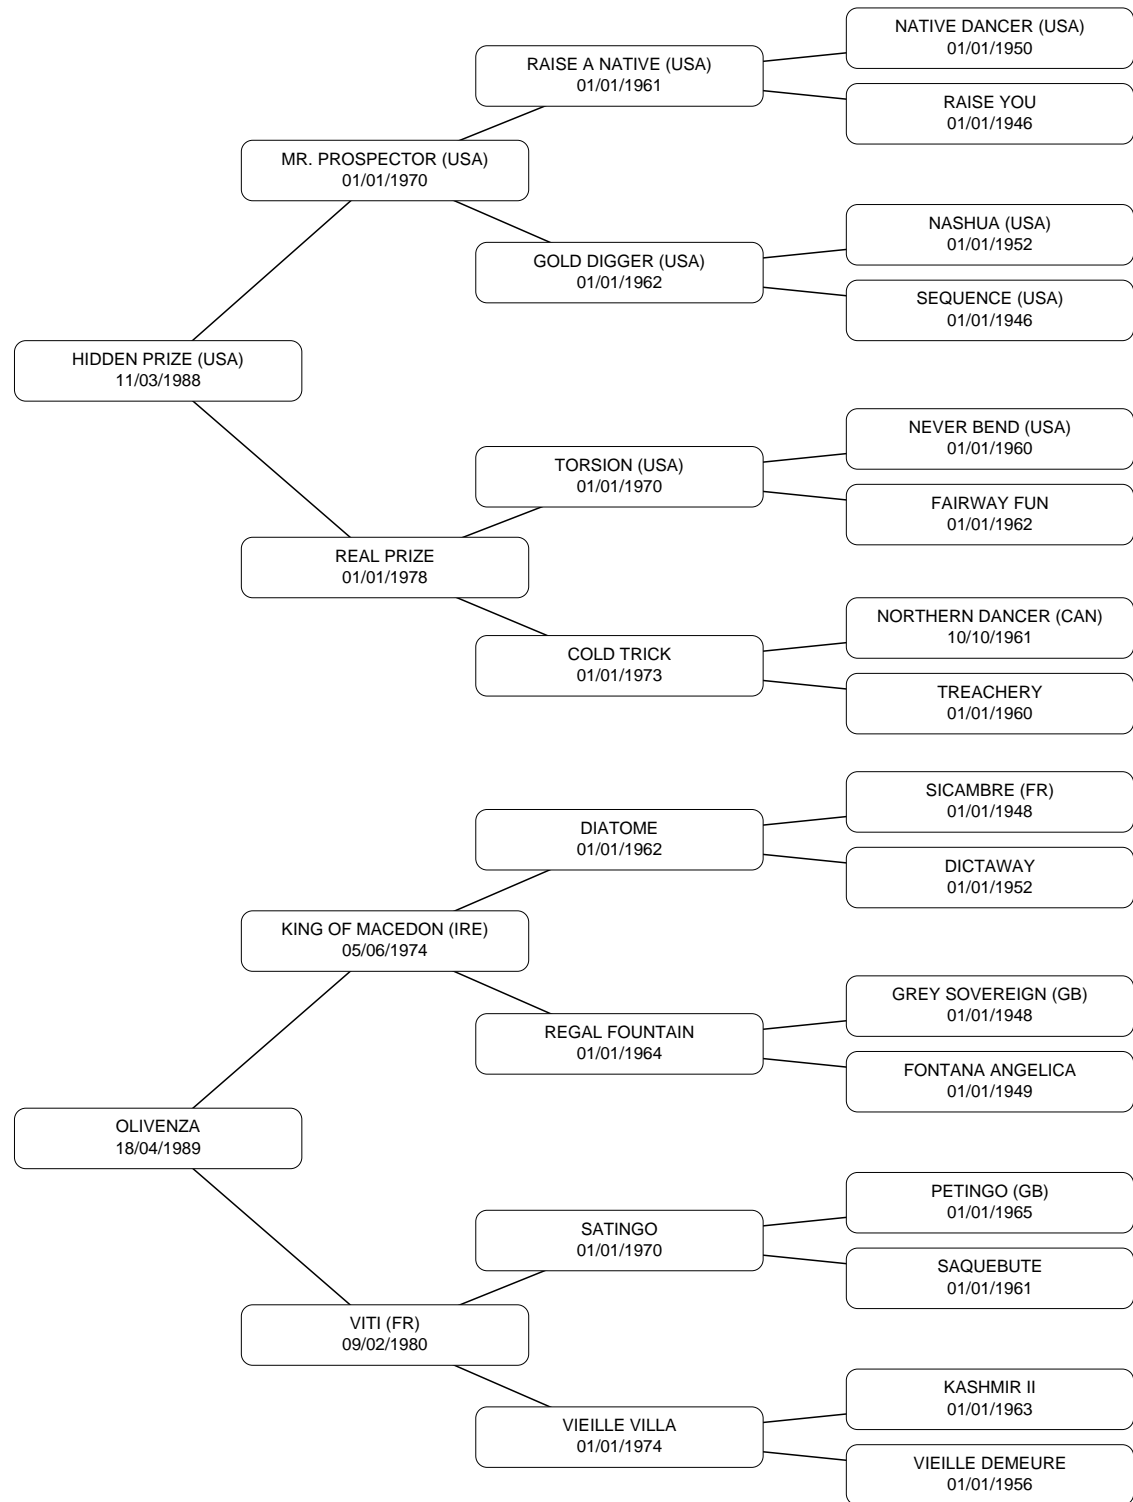 NATIVE DANCER (USA)
01/01/1950
RAISE A NATIVE (USA)
01/01/1961
RAISE YOU
01/01/1946
MR. PROSPECTOR (USA)
01/01/1970
NASHUA (USA)
01/01/1952
GOLD DIGGER (USA)
01/01/1962
SEQUENCE (USA)
01/01/1946
HIDDEN PRIZE (USA)
11/03/1988
NEVER BEND (USA)
01/01/1960
TORSION (USA)
01/01/1970
FAIRWAY FUN
01/01/1962
REAL PRIZE
01/01/1978
NORTHERN DANCER (CAN)
10/10/1961
COLD TRICK
01/01/1973
TREACHERY
01/01/1960
SICAMBRE (FR)
01/01/1948
DIATOME
01/01/1962
DICTAWAY
01/01/1952
KING OF MACEDON (IRE)
05/06/1974
GREY SOVEREIGN (GB)
01/01/1948
REGAL FOUNTAIN
01/01/1964
FONTANA ANGELICA
01/01/1949
OLIVENZA
18/04/1989
PETINGO (GB)
01/01/1965
SATINGO
01/01/1970
SAQUEBUTE
01/01/1961
VITI (FR)
09/02/1980
KASHMIR II
01/01/1963
VIEILLE VILLA
01/01/1974
VIEILLE DEMEURE
01/01/1956